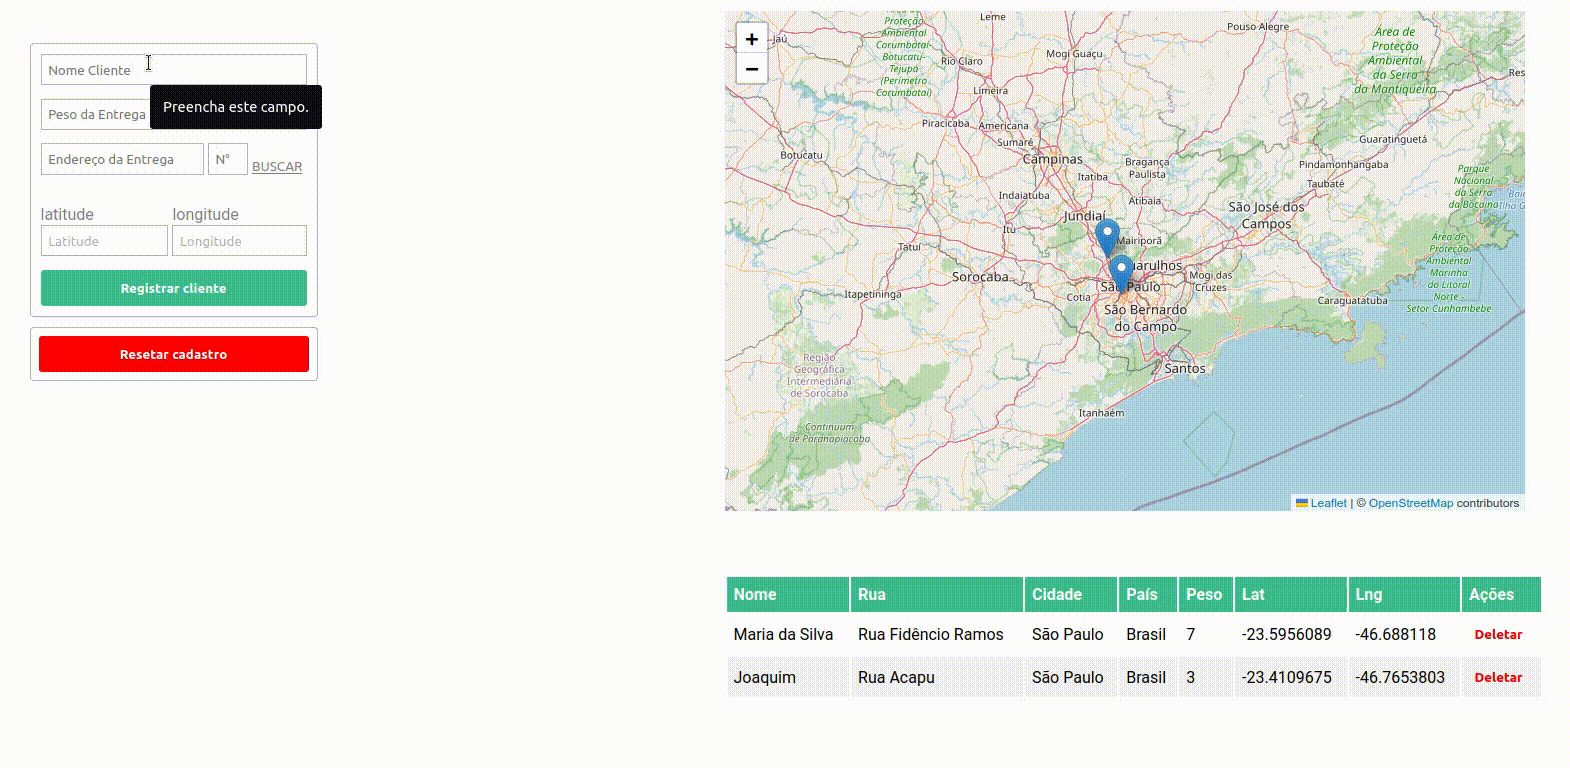 Nome Cliente
Preencha este campo.
Peso da Entrega
Endereço da Entrega
N°
BUSCAR
latitude
longitude
Latitude
Longitude
Registrar cliente
Resetar cadastro
+
−
Jaú
Proteção
Ambiental
Corumbataí-
Botucatu-
Tejupá
(Perímetro
Corumbataí)
Leme
Pouso Alegre
Área de
Proteção
Ambiental
da Serra
da Mantiqueira
Mogi Guaçu
Rio Claro
Res
Limeira
Piracicaba
Americana
Sumaré
Guaratinguetá
Botucatu
Campinas
Bragança
Paulista
Pindamonhangaba
Itatiba
Taubaté
Parque
Nacional
da Serra
da Bocaina
Indaiatuba
Atibaia
São José dos
Campos
Jundiaí
Itu
Mairiporã
Tatuí
Área de
Proteção
Ambiental
Marinha
do Litoral
Norte -
Setor Cunhambebe
Sorocaba
uarulhos
Mogi das
Cruzes
São Paulo
Itapetininga
Cotia
Caraguatatuba
São Bernardo
do Campo
Região
Geográfica
Intermediária
de Sorocaba
Santos
Itanhaém
Continuum
de Paranapiacaba
Leaflet | © OpenStreetMap contributors
Nome Rua Cidade País Peso Lat Lng Ações
Maria da Silva Rua Fidêncio Ramos São Paulo Brasil 7 -23.5956089 -46.688118 Deletar
Joaquim Rua Acapu São Paulo Brasil 3 -23.4109675 -46.7653803 Deletar